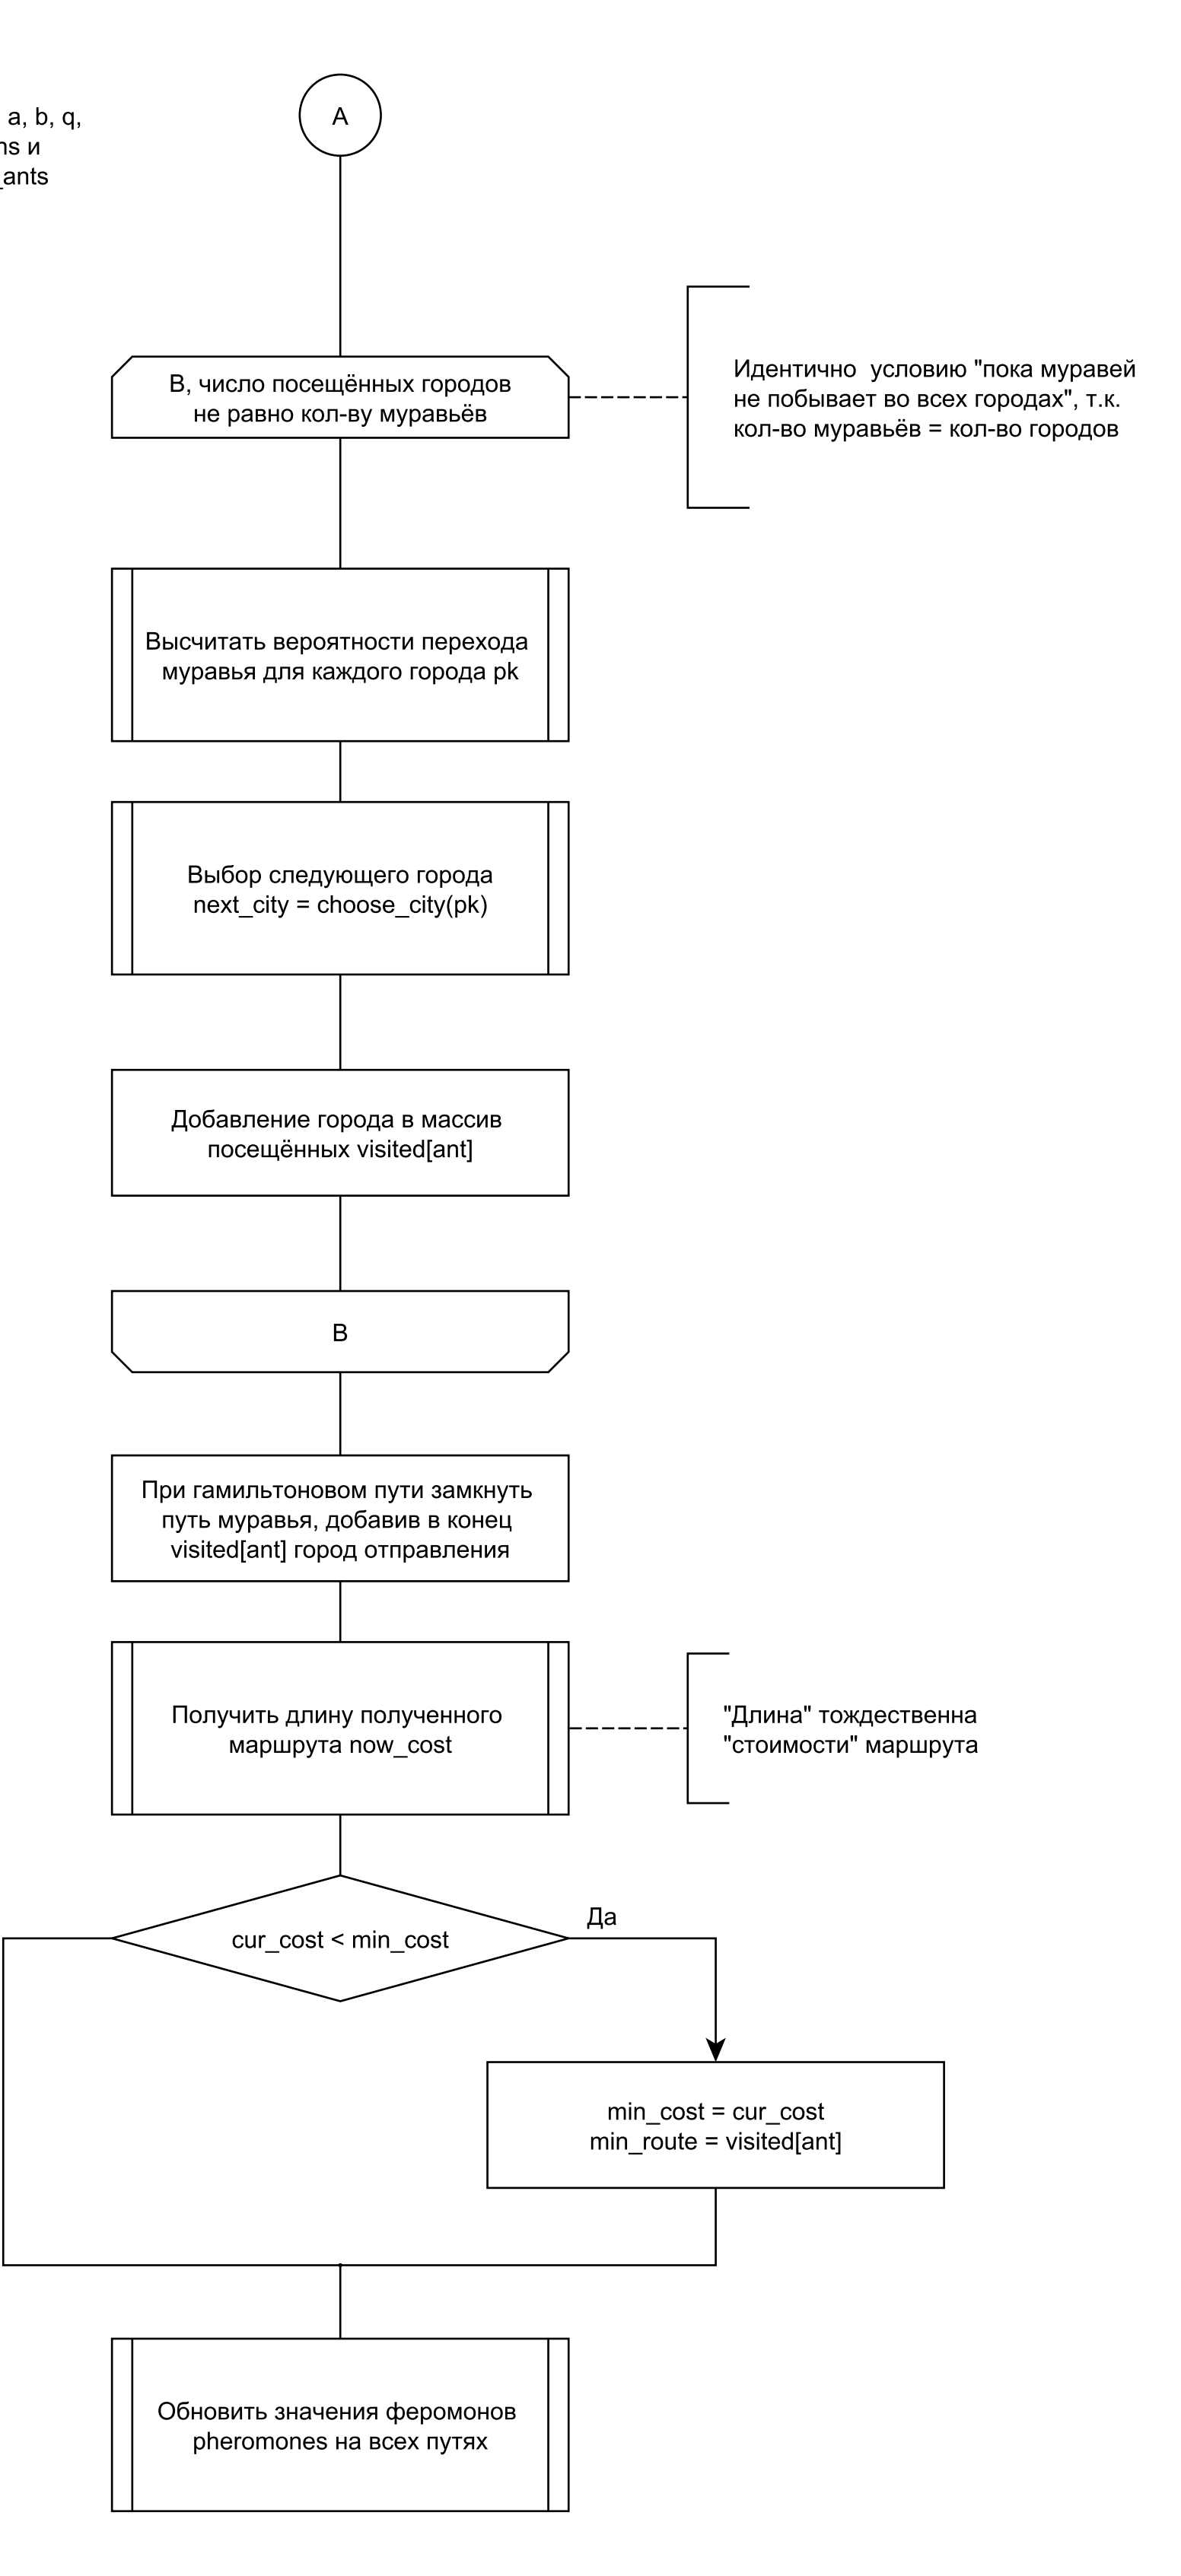 a, b, q,
и
_ants
A
B, число посещённых городов
не равно кол-ву муравьёв
Идентично условию "пока муравей
не побывает во всех городах", т.к.
кол-во муравьёв = кол-во городов
Высчитать вероятности перехода
муравья для каждого города pk
Выбор следующего города
next_city = choose_city(pk)
Добавление города в массив
посещённых visited[ant]
B
При гамильтоновом пути замкнуть
путь муравья, добавив в конец
visited[ant] город отправления
Получить длину полученного
маршрута now_cost
"Длина" тождественна
"стоимости" маршрута
Да
cur_cost < min_cost
min_cost = cur_cost
min_route = visited[ant]
Обновить значения феромонов
pheromones на всех путях